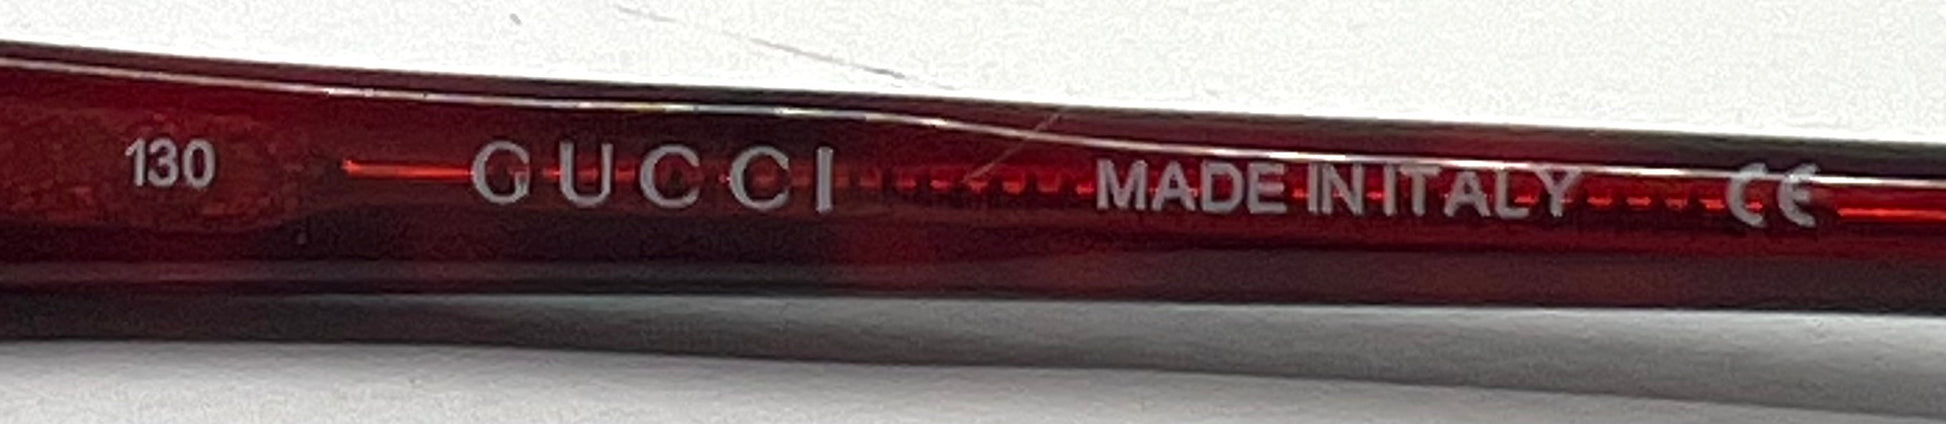 130 GUCCI MADE IN ITALY CE